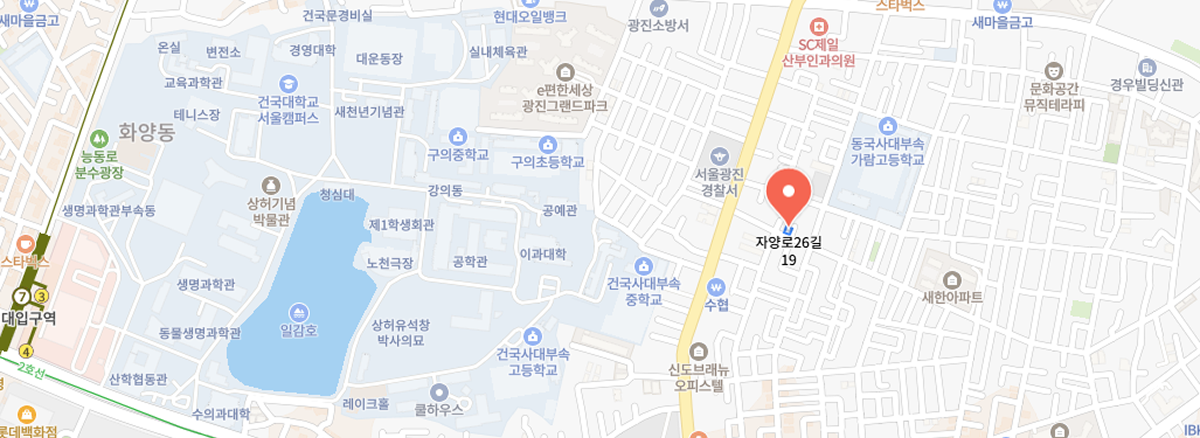 새마을금고
건국문경비실
현대오일뱅크
광진소방서
스타벅스
새마을금고
온실
변전소
경영대학
대운동장
실내체육관
SC제일
산부인과의원
교육과학관
건국대학교
서울캠퍼스
새천년기념관
e편한세상
광진그랜드파크
문화공간
뮤직테라피
경우빌딩신관
테니스장
화양동
능동로
분수광장
구의중학교
구의초등학교
동국사대부속
가람고등학교
서울광진
경찰서
생명과학관부속동
상허기념
박물관
청심대
강의동
공예관
제1학생회관
자양로26길
19
스타벅스
노천극장
공학관
이과대학
건국사대부속
중학교
생명과학관
수협
새한아파트
7
3
대입구역
일감호
동물생명과학관
상허유석창
박사의묘
4
2호선
건국사대부속
고등학교
신도브래뉴
오피스텔
산학협동관
수의과대학
레이크홀
쿨하우스
롯데백화점
IBI